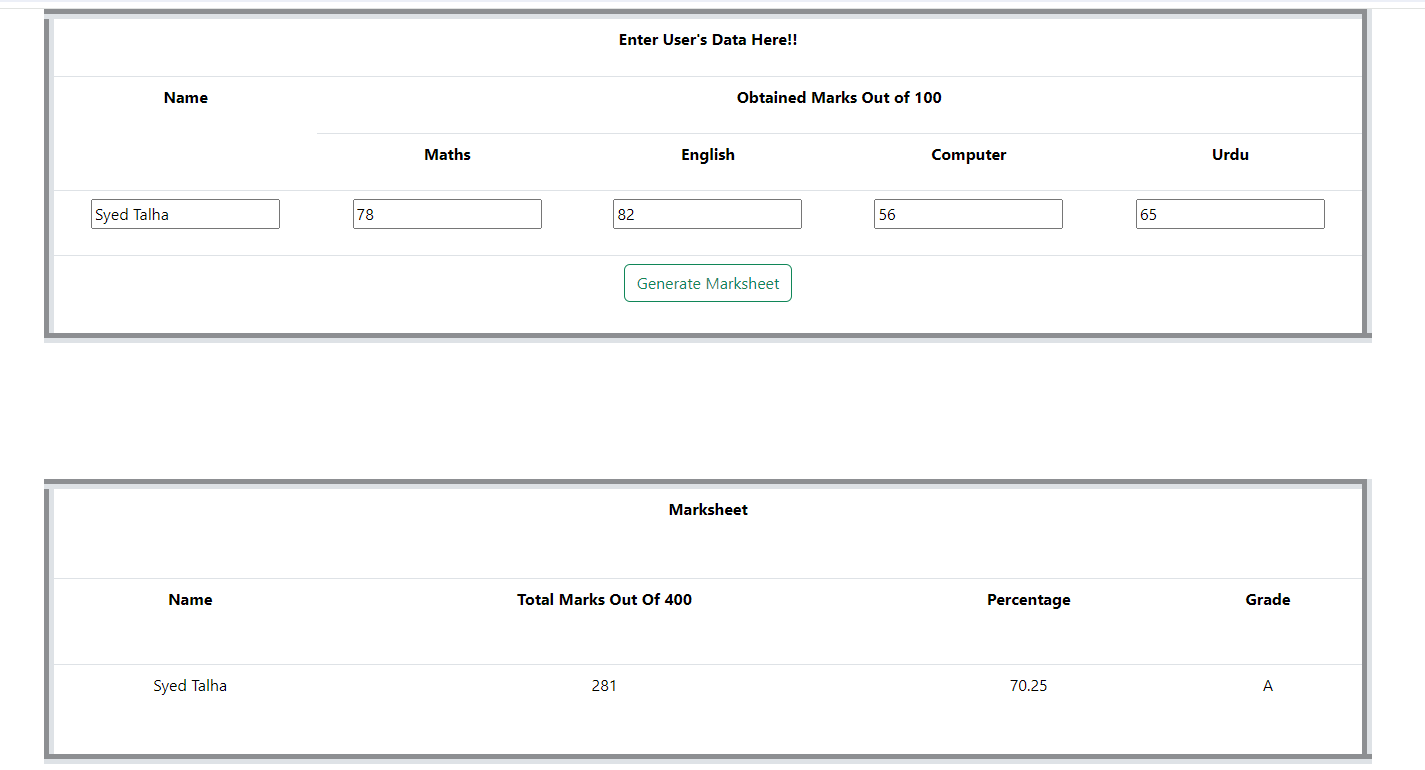 Enter User's Data Here!!
Name Obtained Marks Out of 100
Maths English Computer Urdu
Syed Talha 78 82 56 65
Generate Marksheet
Marksheet
Name Total Marks Out Of 400 Percentage Grade
Syed Talha 281 70.25 A